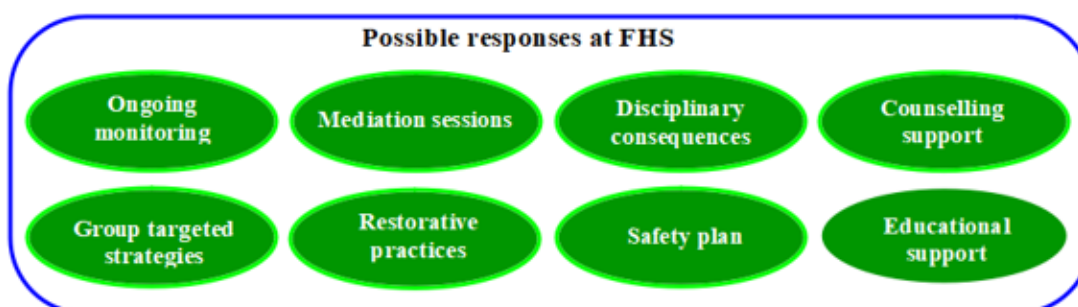 Possible responses at FHS
Ongoing
monitoring
Mediation sessions
Disciplinary
consequences
Counselling
support
Group targeted
strategies
Restorative
practices
Safety plan
Educational
support